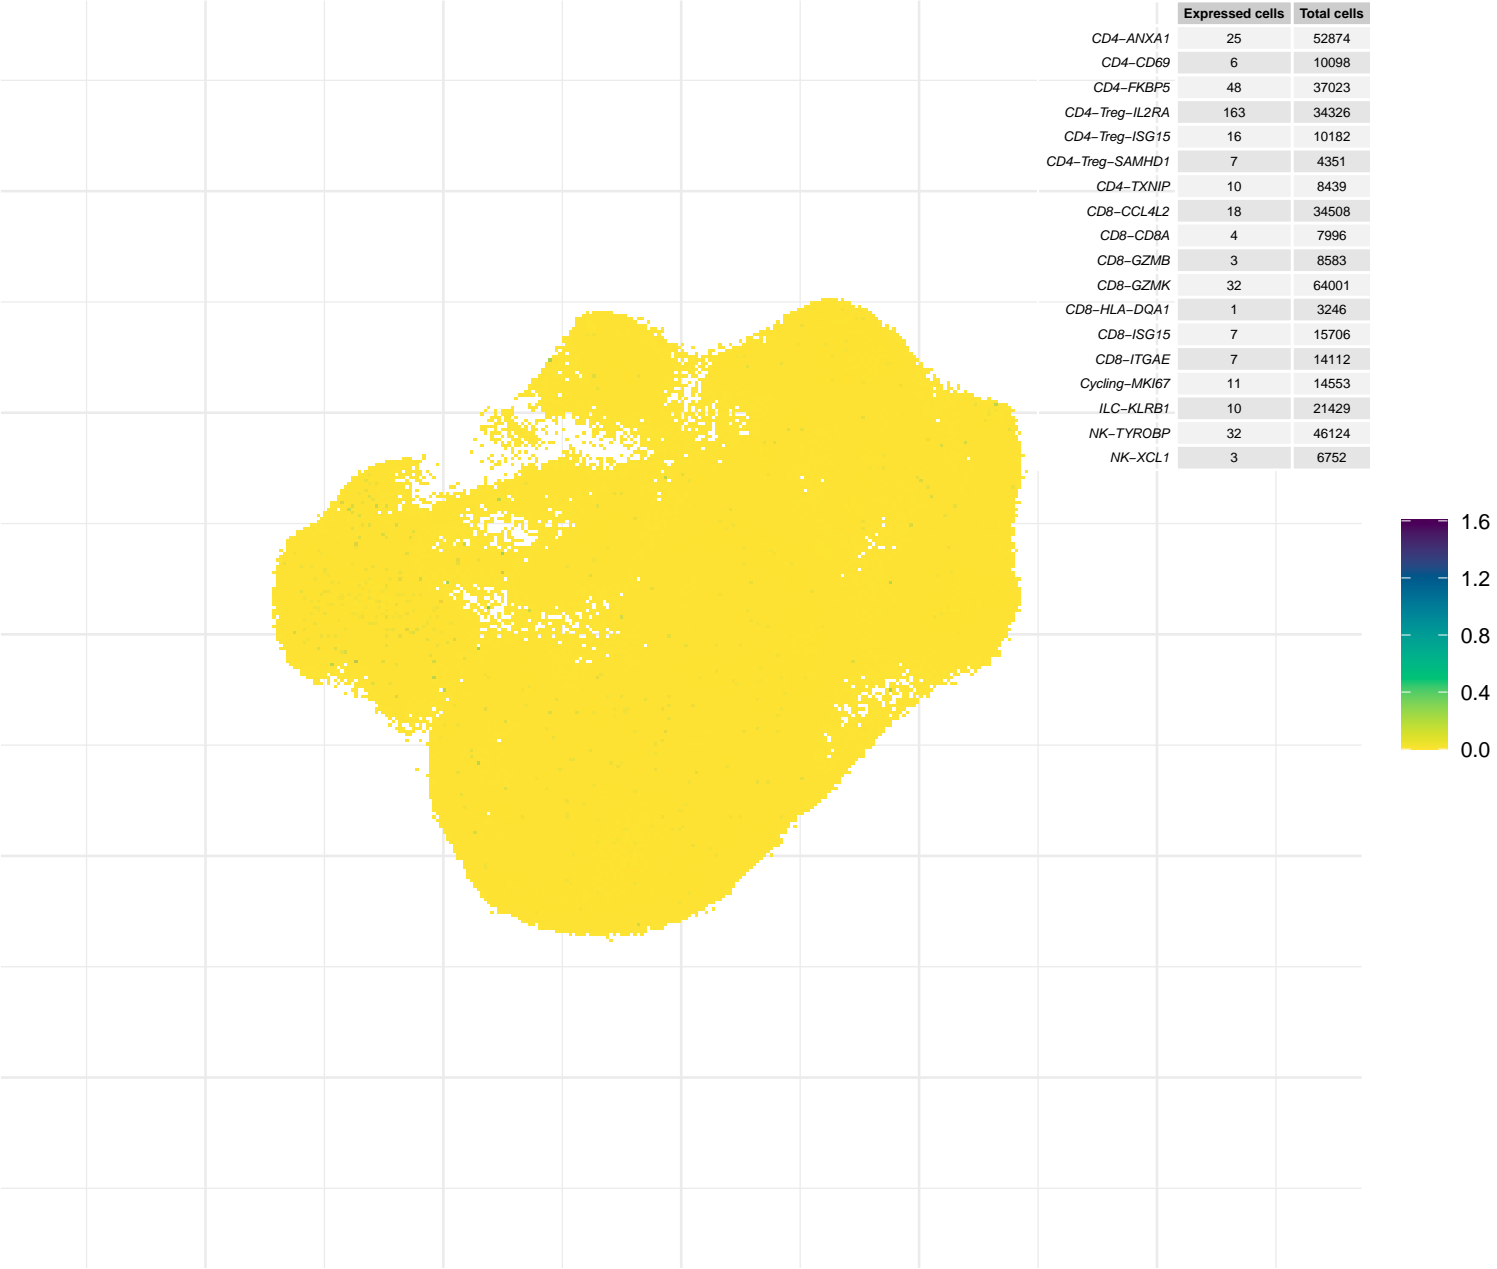 Expressed cells Total cells
CD4−ANXA1 25 52874
CD4−CD69 6 10098
CD4−FKBP5 48 37023
CD4−Treg−IL2RA 163 34326
CD4−Treg−ISG15 16 10182
CD4−Treg−SAMHD1 7 4351
CD4−TXNIP 10 8439
CD8−CCL4L2 18 34508
CD8−CD8A 4 7996
CD8−GZMB 3 8583
CD8−GZMK 32 64001
CD8−HLA−DQA1 1 3246
CD8−ISG15 7 15706
CD8−ITGAE 7 14112
Cycling−MKI67 11 14553
ILC−KLRB1 10 21429
NK−TYROBP 32 46124
NK−XCL1 3 6752
1.6
1.2
0.8
0.4
0.0